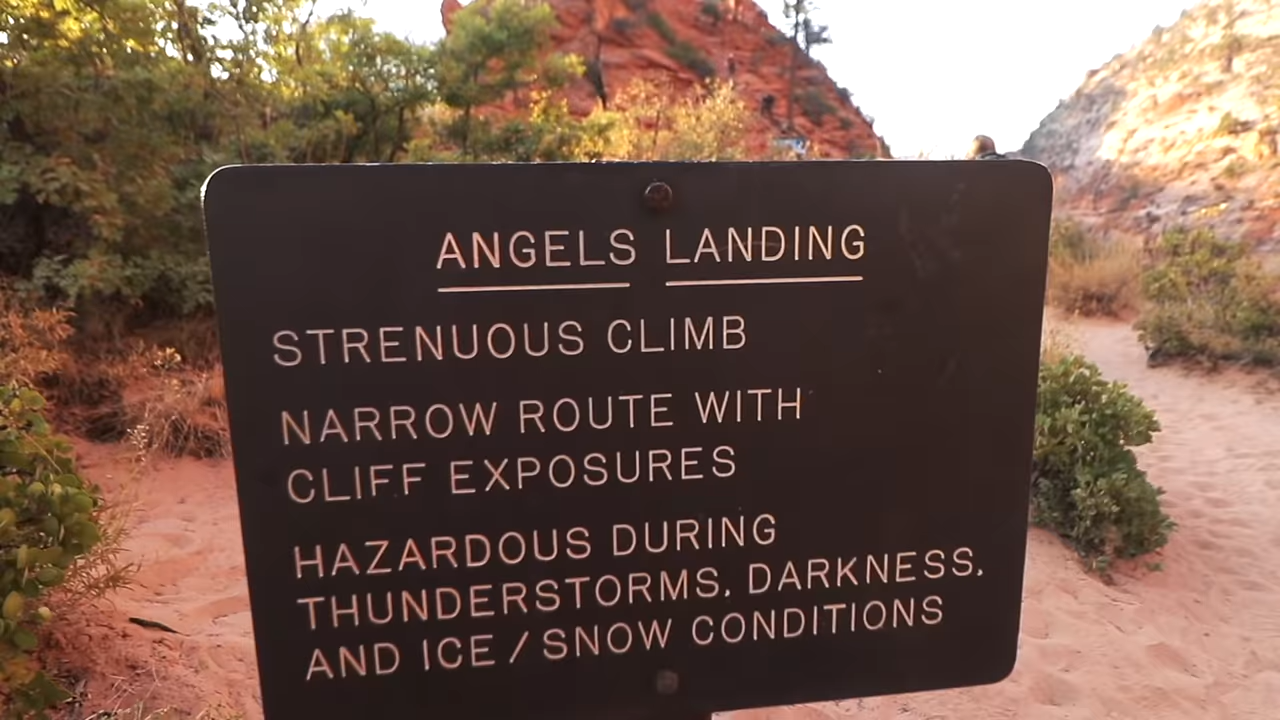 ANGELS LANDING
STRENUOUS CLIMB
NARROW ROUTE WITH
CLIFF EXPOSURES
HAZARDOUS DURING
THUNDERSTORMS, DARKNESS,
AND ICE / SNOW CONDITIONS